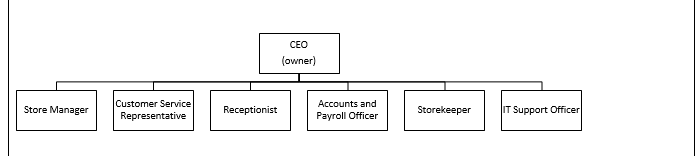 CEO
(owner)
Store Manager
Customer Service
Representative
Receptionist
Accounts and
Payroll Officer
Storekeeper
IT Support Officer